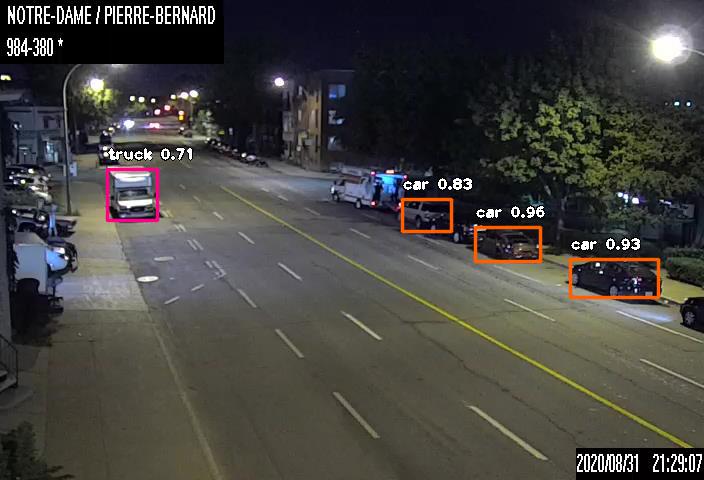 NOTRE-DAME / PIERRE-BERNARD
984-380 *
truck 0.71
car 0.83
car 0.96
car 0.93
2020/08/31 21:29:07